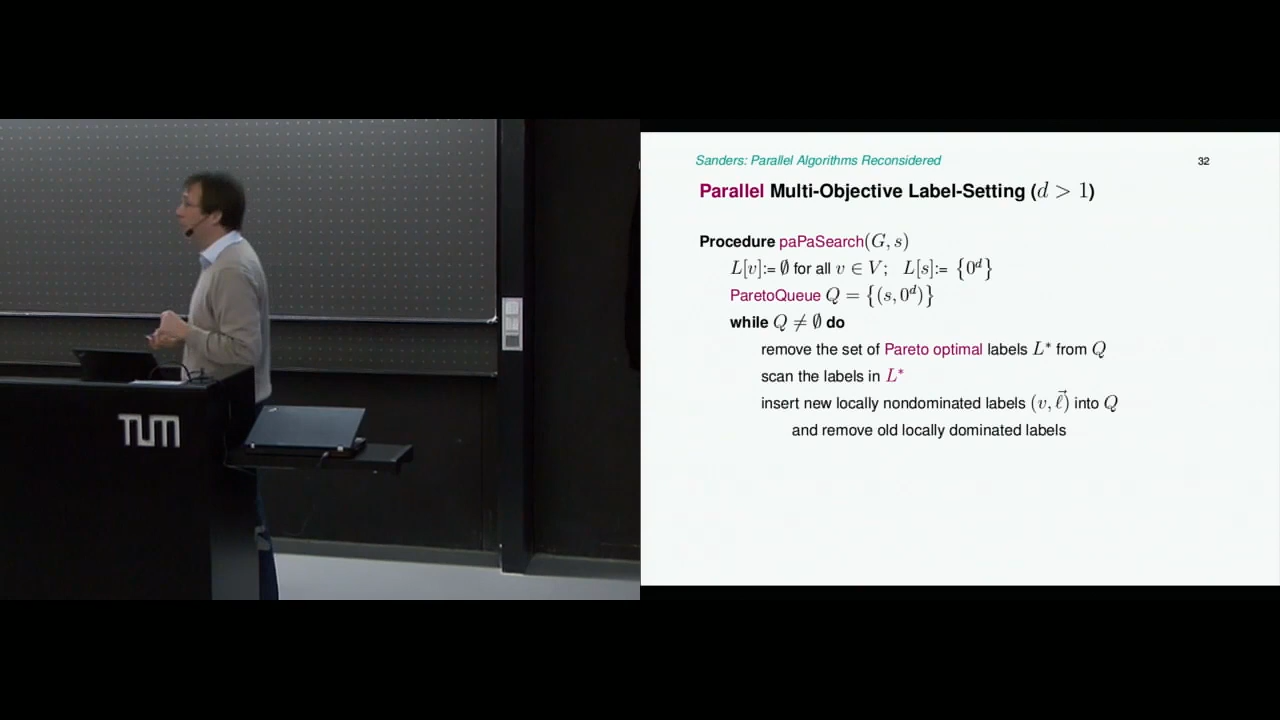 TUM
Sanders: Parallel Algorithms Reconsidered 32
Parallel Multi-Objective Label-Setting (d > 1)
Procedure paPaSearch(G, s)
L[v]:= ∅ for all v ∈ V; L[s]:= {0^d}
ParetoQueue Q = {(s, 0^d)}
while Q ≠ ∅ do
remove the set of Pareto optimal labels L* from Q
scan the labels in L*
insert new locally nondominated labels (v, ℓ⃗) into Q
and remove old locally dominated labels